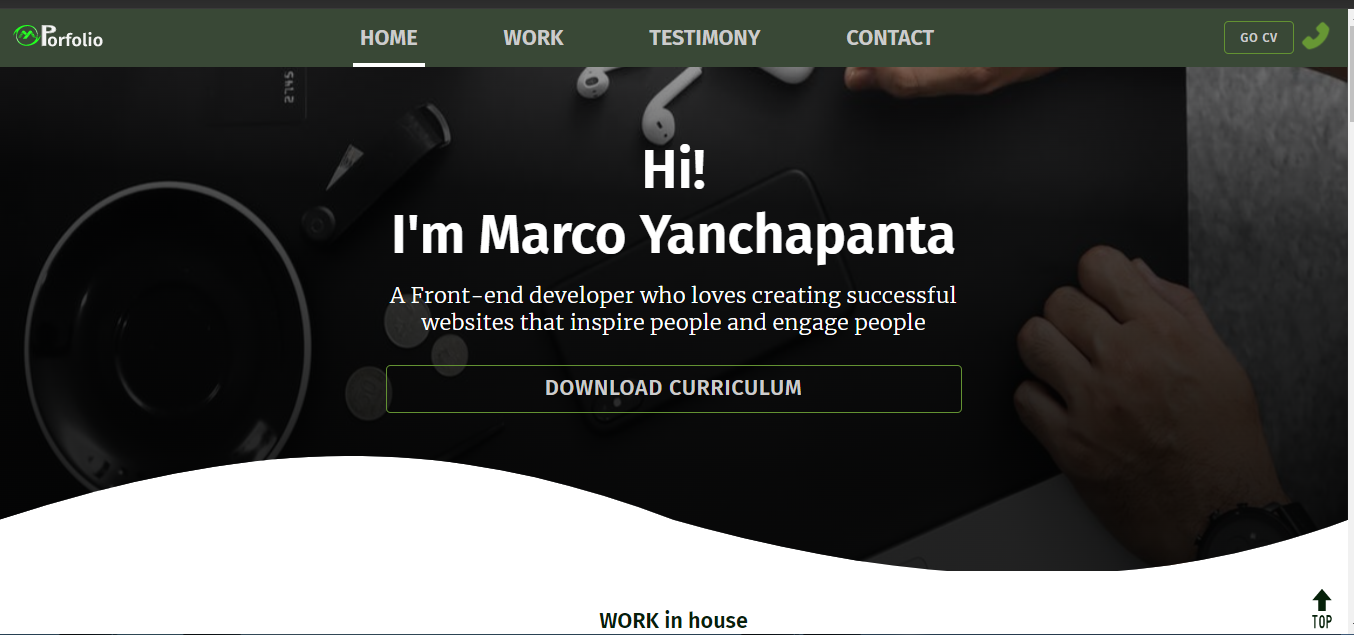 Porfolio
HOME WORK TESTIMONY CONTACT
GO CV
2745
Hi!
I'm Marco Yanchapanta
A Front-end developer who loves creating successful
websites that inspire people and engage people
DOWNLOAD CURRICULUM
WORK in house
TOP